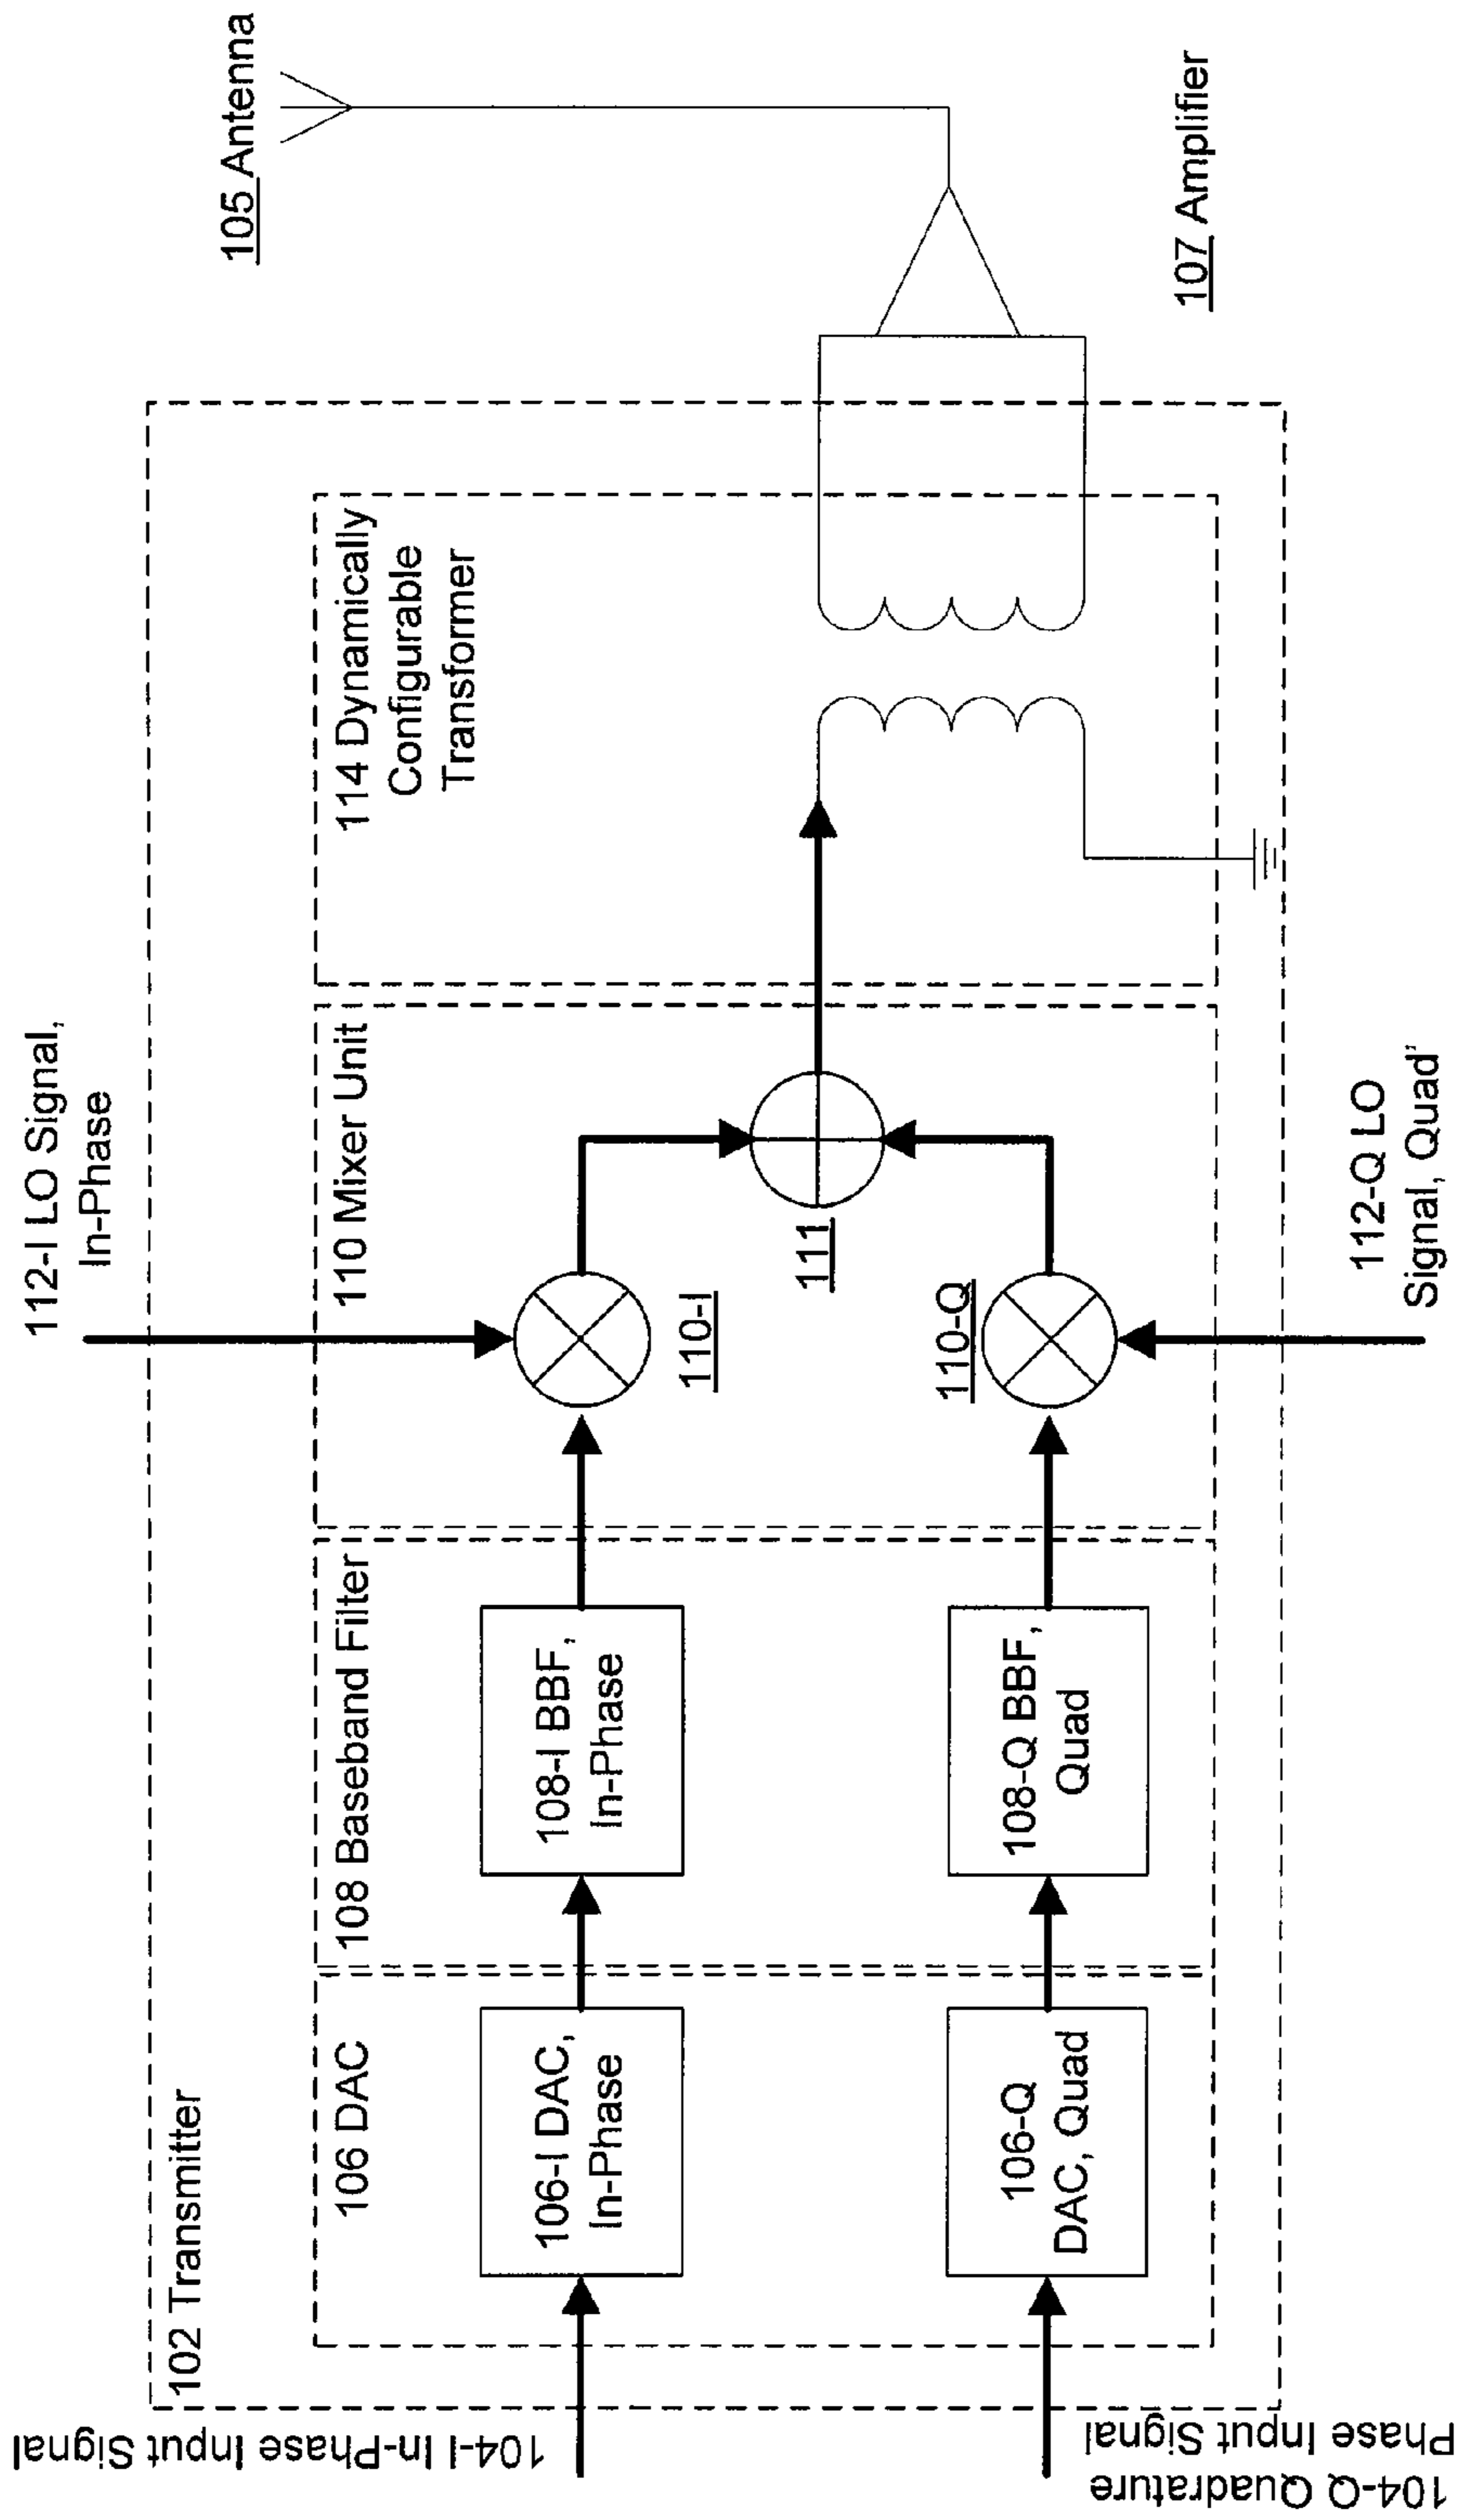 102 Transmitter
104-I In-Phase Input Signal
104-Q Quadrature
Phase Input Signal
106 DAC
106-I DAC,
In-Phase
106-Q
DAC, Quad
108 Baseband Filter
108-I BBF,
In-Phase
108-Q BBF,
Quad
112-I LO Signal,
In-Phase
110 Mixer Unit
110-I
110-Q
111
112-Q LO
Signal, Quad'
114 Dynamically
Configurable
Transformer
105 Antenna
107 Amplifier